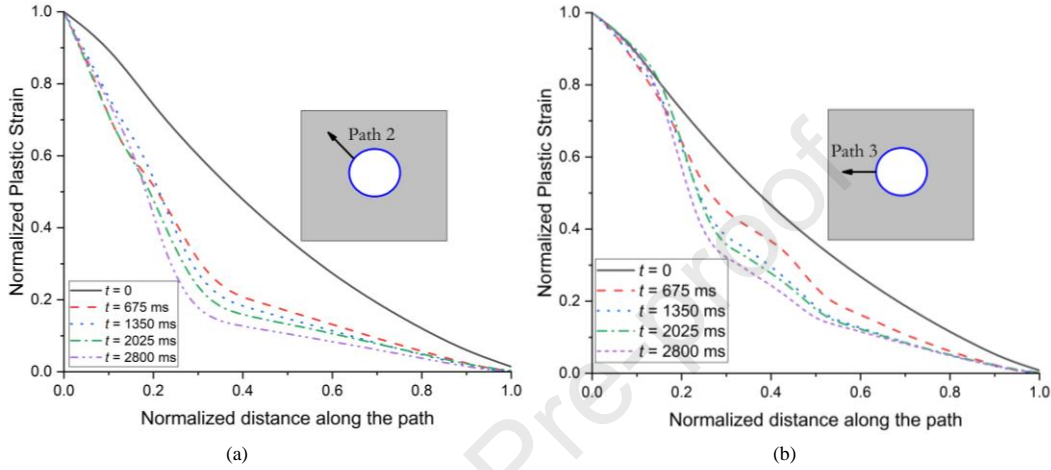 1.0
0.8
0.6
0.4
0.2
0.0
Normalized Plastic Strain
Path 2
t = 0
t = 675 ms
t = 1350 ms
t = 2025 ms
t = 2800 ms
0.0 0.2 0.4 0.6 0.8 1.0
Normalized distance along the path
(a)
1.0
0.8
0.6
0.4
0.2
0.0
Normalized Plastic Strain
Path 3
t = 0
t = 675 ms
t = 1350 ms
t = 2025 ms
t = 2800 ms
0.0 0.2 0.4 0.6 0.8 1.0
Normalized distance along the path
(b)
Pre-proof